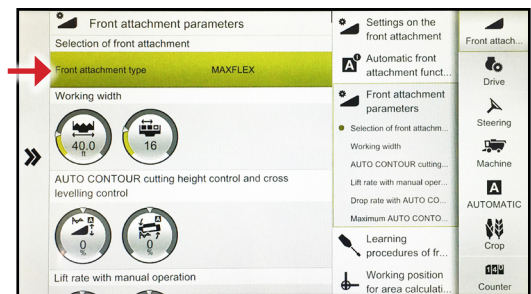 Front attachment parameters
Selection of front attachment
Front attachment type MAXFLEX
Working width
40.0
ft
16
AUTO CONTOUR cutting height control and cross
levelling control
A
0
%
A
0
%
Lift rate with manual operation
Settings on the
front attachment
A
Automatic front
attachment funct...
Front attachment
parameters
Selection of front attachm...
Working width
AUTO CONTOUR cutting...
Lift rate with manual oper...
Drop rate with AUTO CO...
Maximum AUTO CONTO...
Learning
procedures of fr...
Working position
for area calculati...
Front attach...
Drive
Steering
Machine
A
AUTOMATIC
Crop
Counter